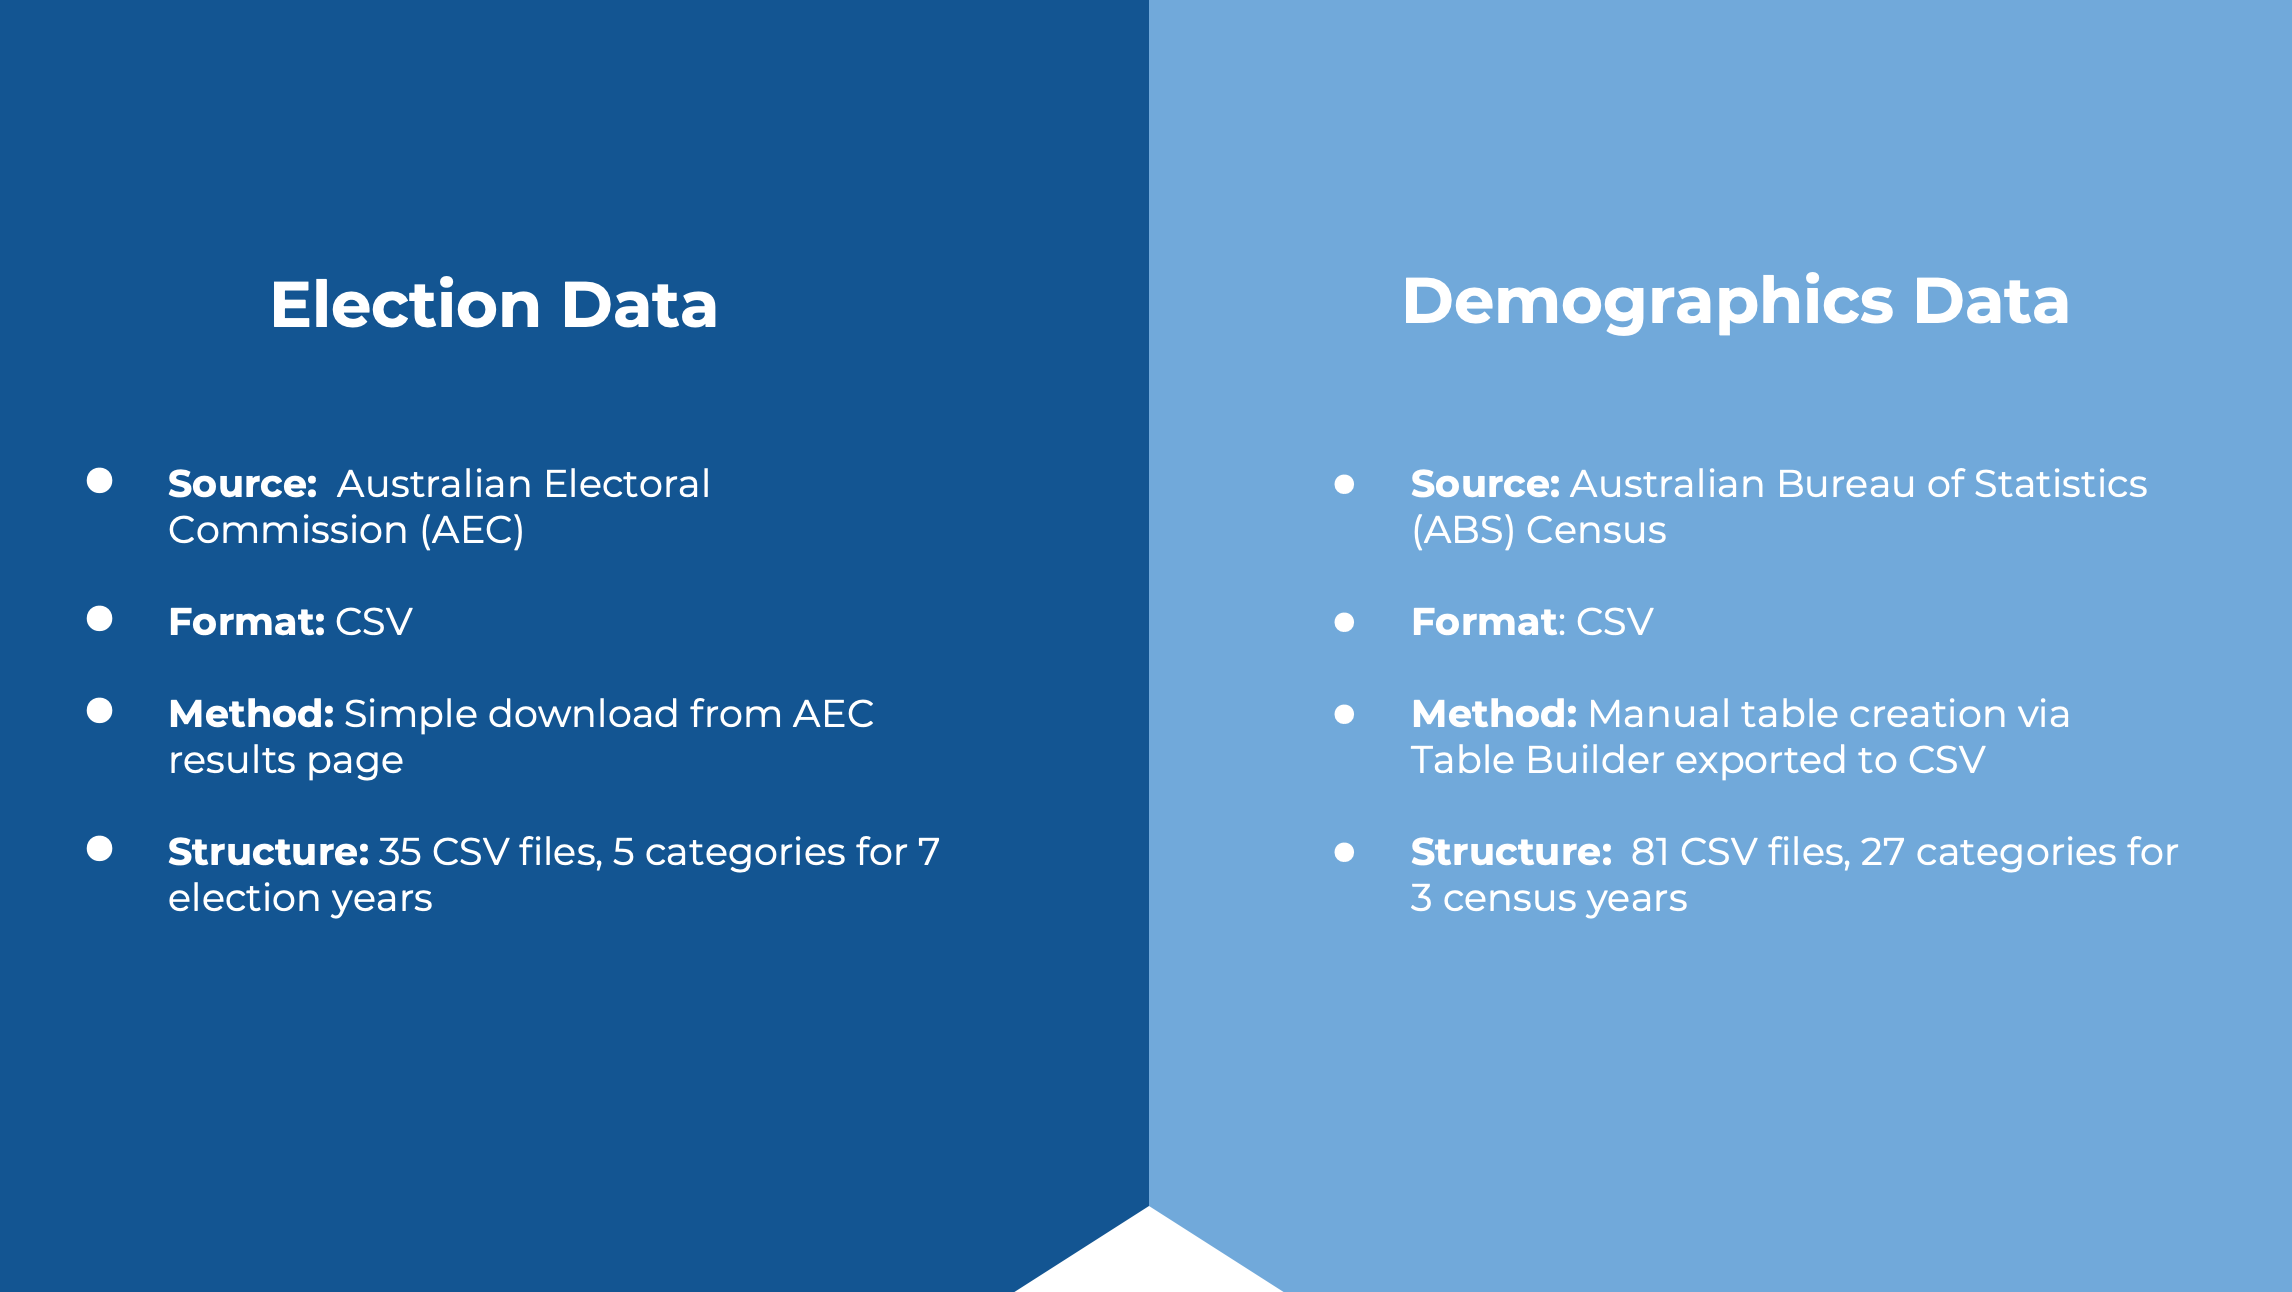 Election Data
● Source:  Australian Electoral
Commission (AEC)
● Format: CSV
● Method: Simple download from AEC
results page
● Structure: 35 CSV files, 5 categories for 7
election years
Demographics Data
● Source: Australian Bureau of Statistics
(ABS) Census
● Format: CSV
● Method: Manual table creation via
Table Builder exported to CSV
● Structure:  81 CSV files, 27 categories for
3 census years